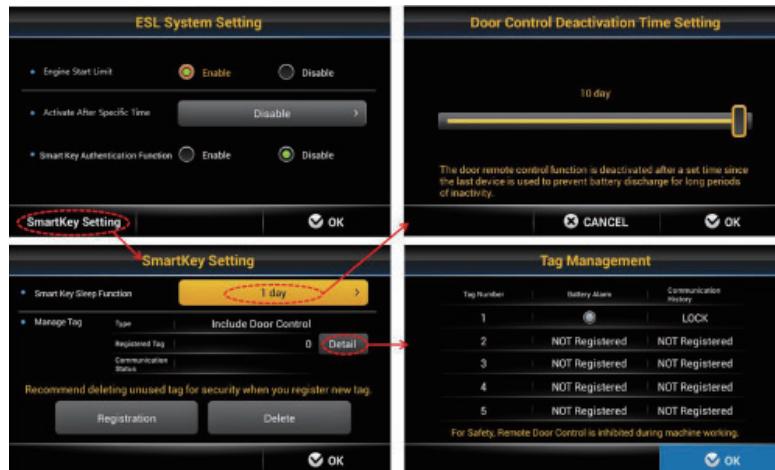 ESL System Setting
Engine Start Limit Enable Disable
Activate After Specific Time Disable >
Smart Key Authentication Function Enable Disable
SmartKey Setting OK
Door Control Deactivation Time Setting
10 day
The door remote control function is deactivated after a set time since
the last device is used to prevent battery discharge for long periods
of inactivity.
CANCEL OK
SmartKey Setting
Smart Key Sleep Function 1 day >
Manage Tag Type Include Door Control
Registered Tag 0 Detail
Communication
Status
Recommend deleting unused tag for security when you register new tag.
Registration Delete
OK
Tag Management
Tag Number Battery Alarm Communication
History
1 LOCK
2 NOT Registered NOT Registered
3 NOT Registered NOT Registered
4 NOT Registered NOT Registered
5 NOT Registered NOT Registered
For Safety, Remote Door Control is inhibited during machine working.
OK